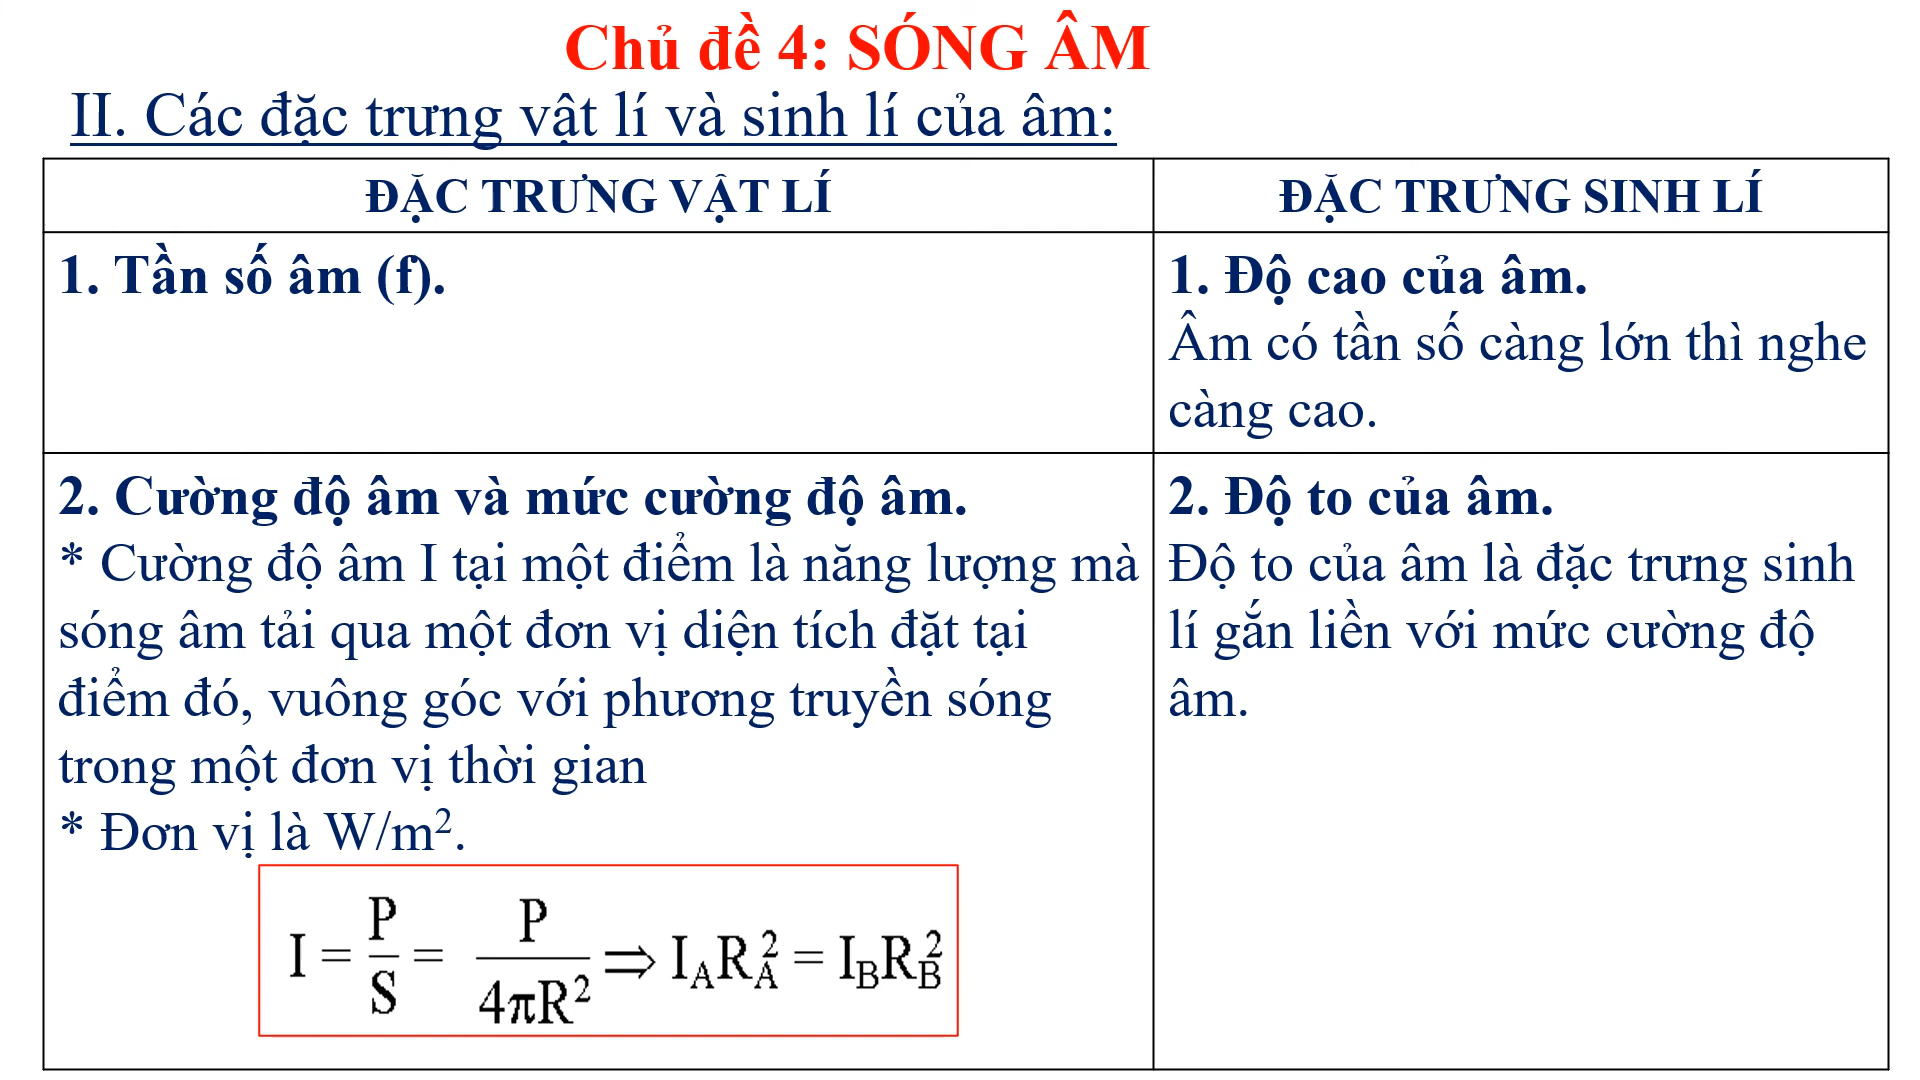 Chủ đề 4: SÓNG ÂM
II. Các đặc trưng vật lí và sinh lí của âm:
ĐẶC TRƯNG VẬT LÍ
ĐẶC TRƯNG SINH LÍ
1. Tần số âm (f).
1. Độ cao của âm.
Âm có tần số càng lớn thì nghe
càng cao.
2. Cường độ âm và mức cường độ âm.
* Cường độ âm I tại một điểm là năng lượng mà
sóng âm tải qua một đơn vị diện tích đặt tại
điểm đó, vuông góc với phương truyền sóng
trong một đơn vị thời gian
* Đơn vị là W/m².
I = P/S = P/4πR² ⇒ I_A R_A² = I_B R_B²
2. Độ to của âm.
Độ to của âm là đặc trưng sinh
lí gắn liền với mức cường độ
âm.